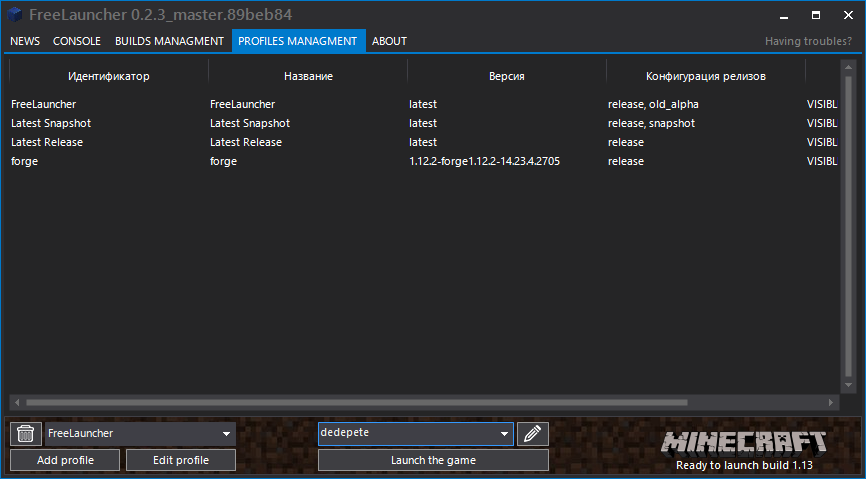 FreeLauncher 0.2.3_master.89beb84
NEWS CONSOLE BUILDS MANAGMENT PROFILES MANAGMENT ABOUT Having troubles?
Идентификатор Название Версия Конфигурация релизов
FreeLauncher FreeLauncher latest release, old_alpha VISIBL
Latest Snapshot Latest Snapshot latest release, snapshot VISIBL
Latest Release Latest Release latest release VISIBL
forge forge 1.12.2-forge1.12.2-14.23.4.2705 release VISIBL
FreeLauncher dedepete MINECRAFT
Add profile Edit profile Launch the game Ready to launch build 1.13